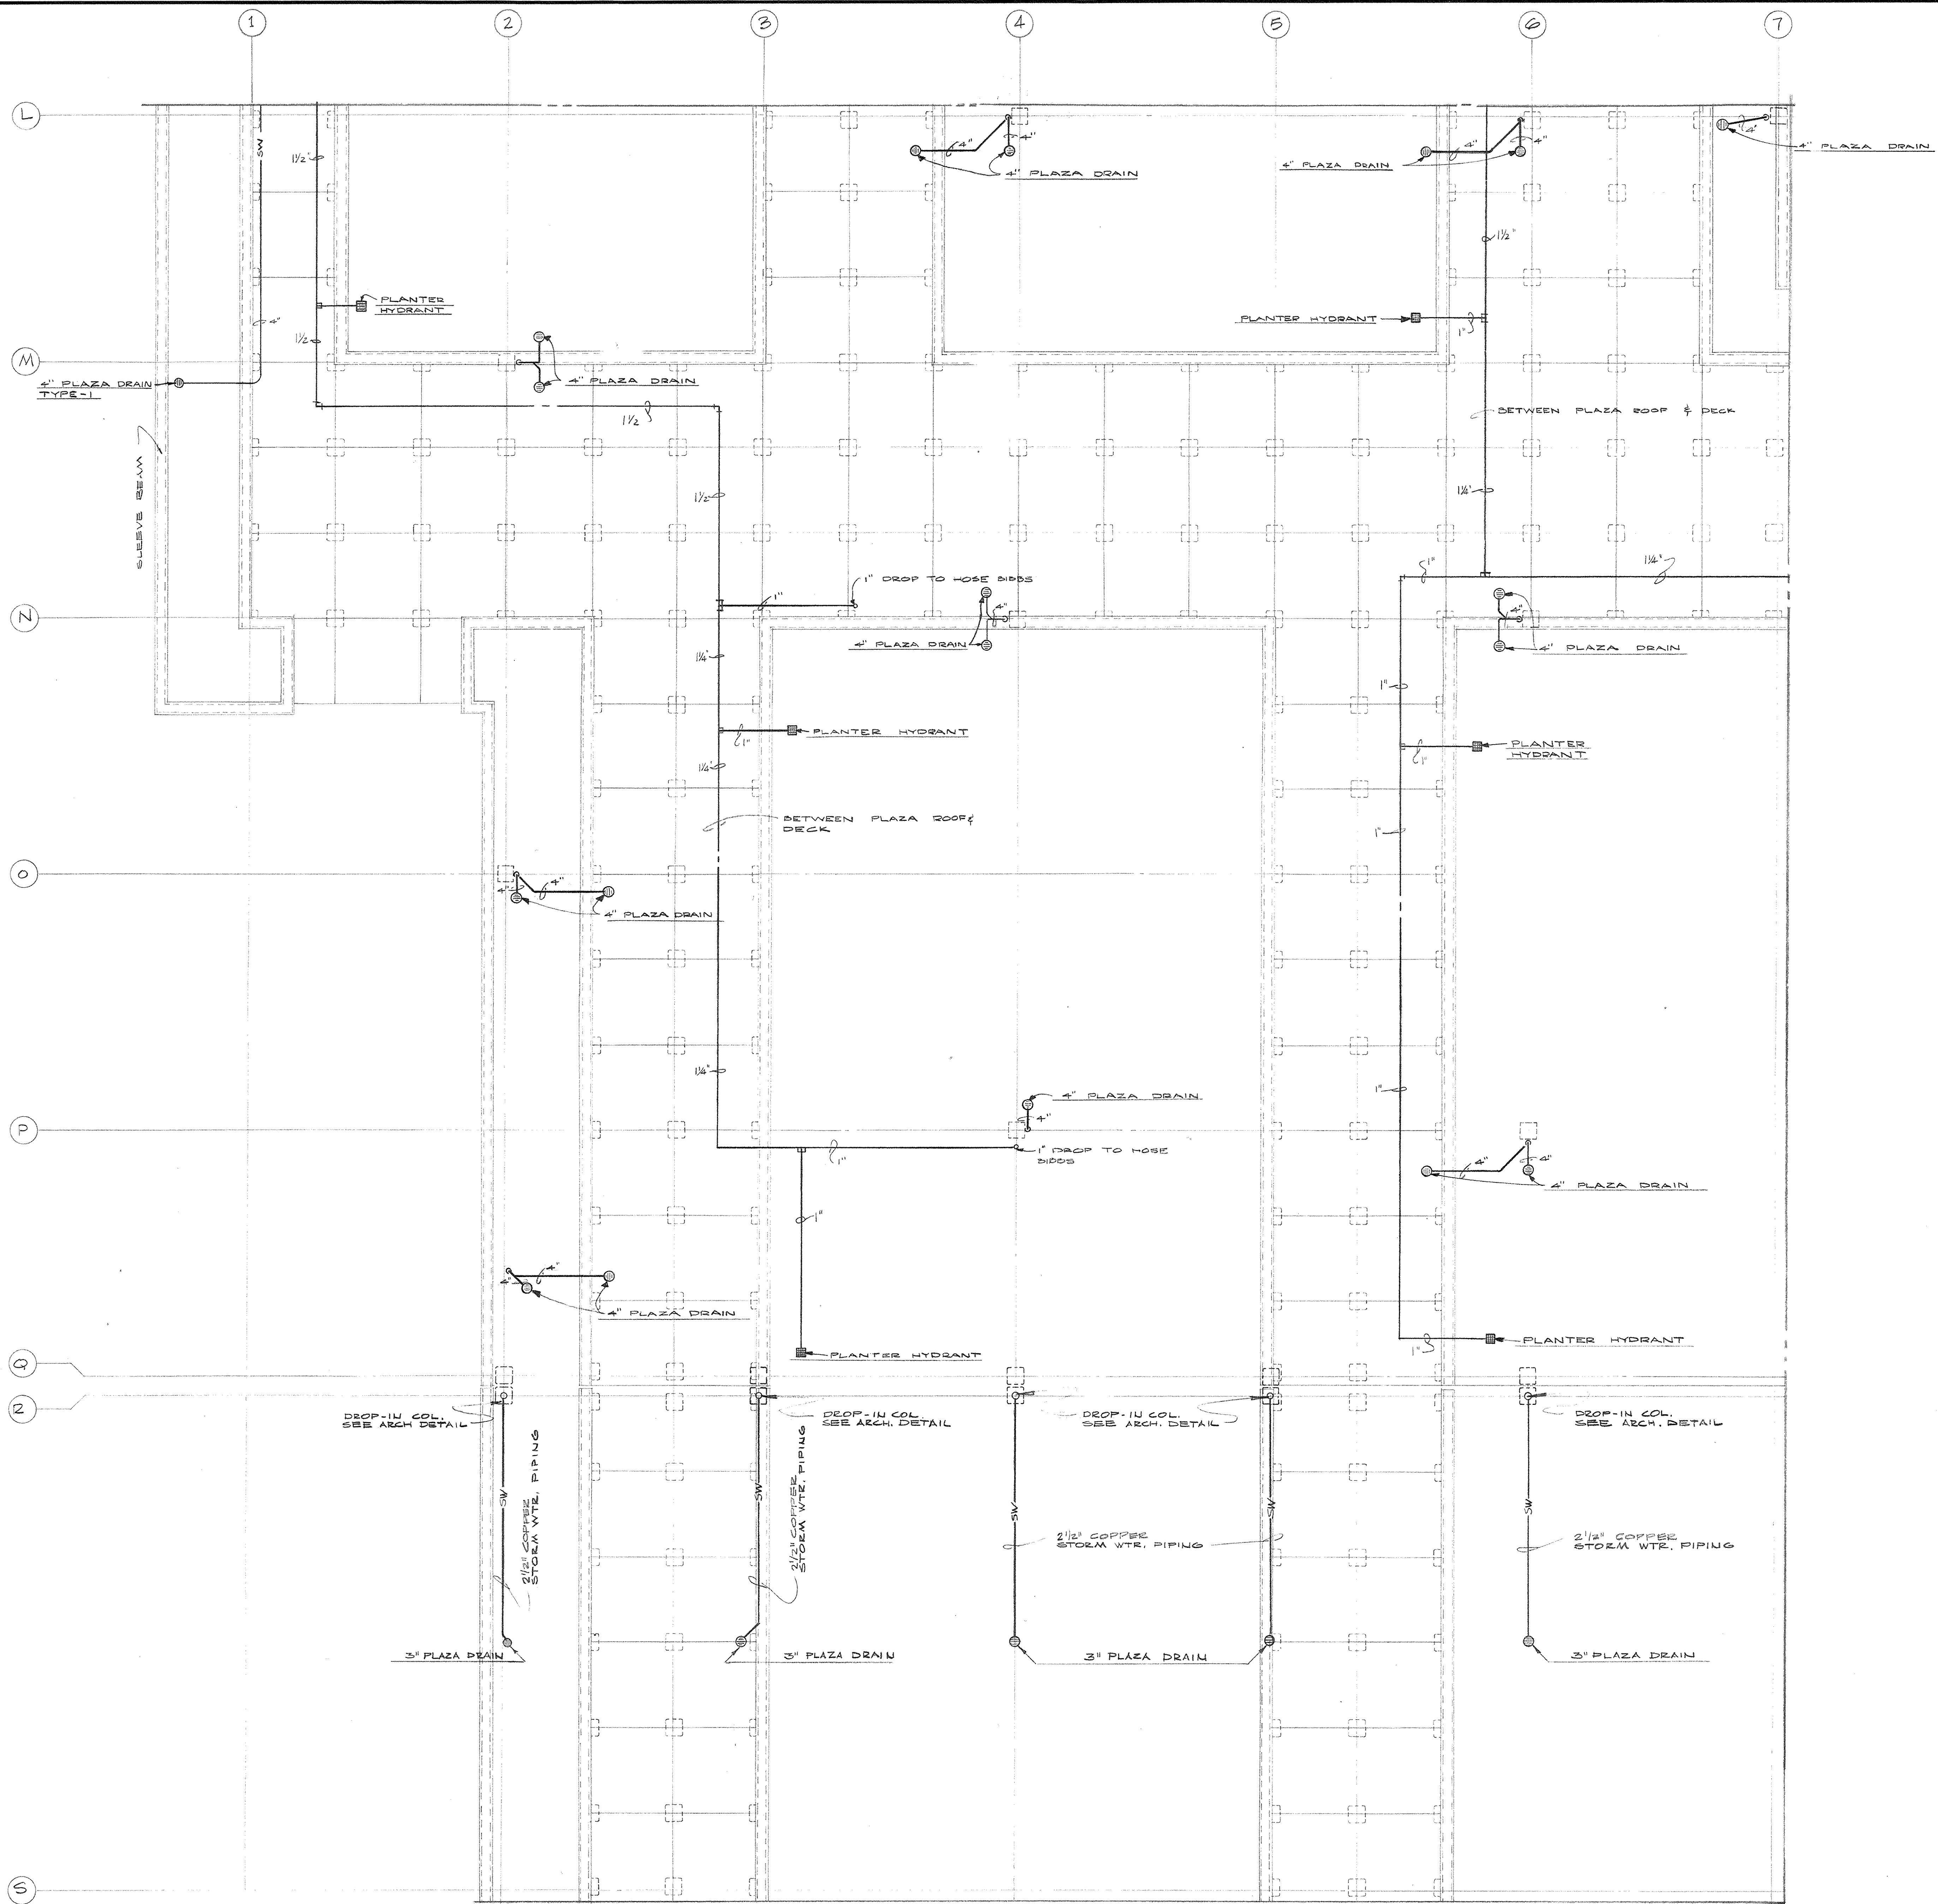 1 2 3 4 5 6 7
L
SW
1½"
4" 4"
4" PLAZA DRAIN
4" 4"
4" PLAZA DRAIN
4"
4" PLAZA DRAIN
1½"
PLANTER
HYDRANT
4"
1½"
PLANTER HYDRANT
1"
M
4" PLAZA DRAIN
TYPE-1
4" PLAZA DRAIN
1½
BETWEEN PLAZA ROOF & DECK
SLEEVE BEAM
1½
1¼"
1" DROP TO HOSE BIBBS
1"
1"
1¼"
N
4"
4" PLAZA DRAIN
4"
4" PLAZA DRAIN
1¼"
1"
PLANTER HYDRANT
1"
PLANTER
HYDRANT
1"
1¼"
BETWEEN PLAZA ROOF &
DECK
1"
O
4" 4"
4" PLAZA DRAIN
1¼"
1"
4" PLAZA DRAIN
4"
P
1"
1" DROP TO HOSE
BIBBS
4" 4"
4" PLAZA DRAIN
1"
4" 4"
4" PLAZA DRAIN
PLANTER HYDRANT
PLANTER HYDRANT
1"
Q
R
DROP-IN COL.
SEE ARCH DETAIL
DROP-IN COL
SEE ARCH. DETAIL
DROP-IN COL.
SEE ARCH. DETAIL
DROP-IN COL.
SEE ARCH. DETAIL
SW
2½" COPPER
STORM WTR. PIPING
SW
2½" COPPER
STORM WTR. PIPING
SW
2½" COPPER
STORM WTR. PIPING
SW
SW
2½" COPPER
STORM WTR. PIPING
3" PLAZA DRAIN
3" PLAZA DRAIN
3" PLAZA DRAIN
3" PLAZA DRAIN
S